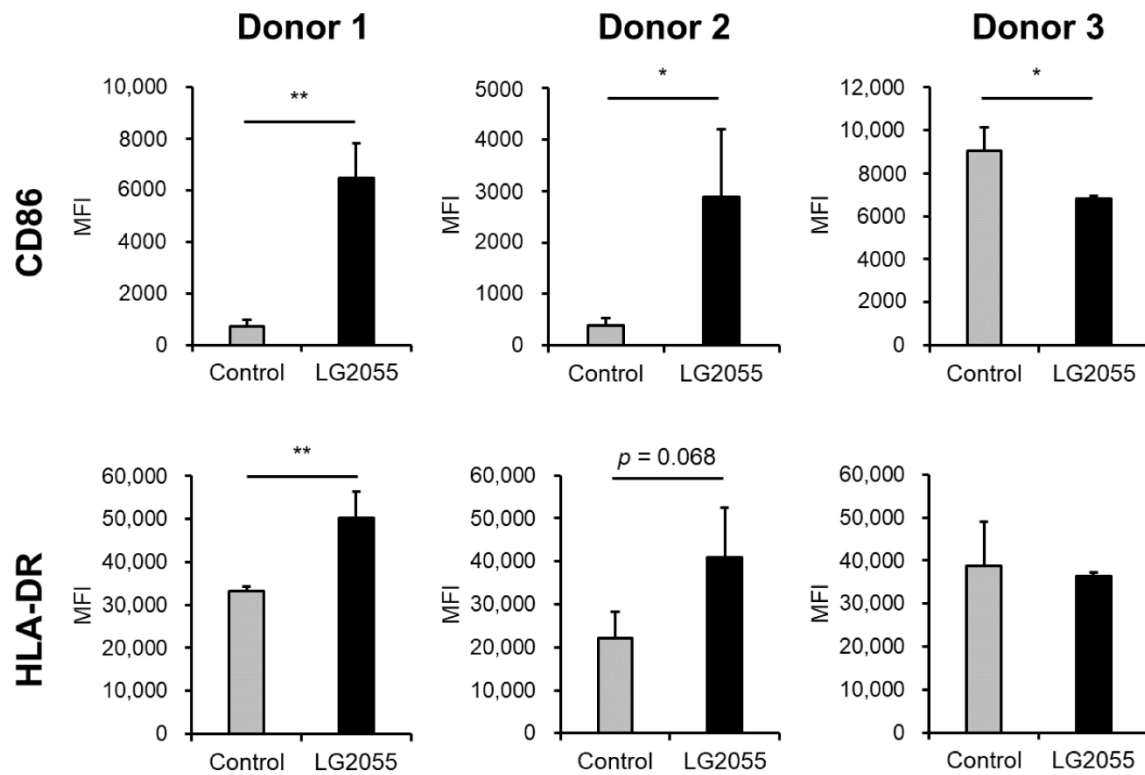 Donor 1
Donor 2
Donor 3
CD86
MFI
10,000
8000
6000
4000
2000
0
**
Control
LG2055
MFI
5000
4000
3000
2000
1000
0
*
Control
LG2055
MFI
12,000
10,000
8000
6000
4000
2000
0
*
Control
LG2055
HLA-DR
MFI
60,000
50,000
40,000
30,000
20,000
10,000
0
**
Control
LG2055
MFI
60,000
50,000
40,000
30,000
20,000
10,000
0
p = 0.068
Control
LG2055
MFI
60,000
50,000
40,000
30,000
20,000
10,000
0
Control
LG2055